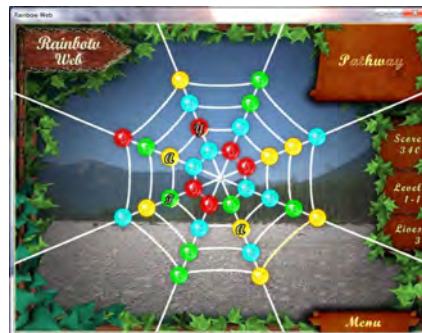 Rainbow Web
Rainbow
Web
Pathway
y
a
a
Score
340
Level
1-1
Lives
3
Menu